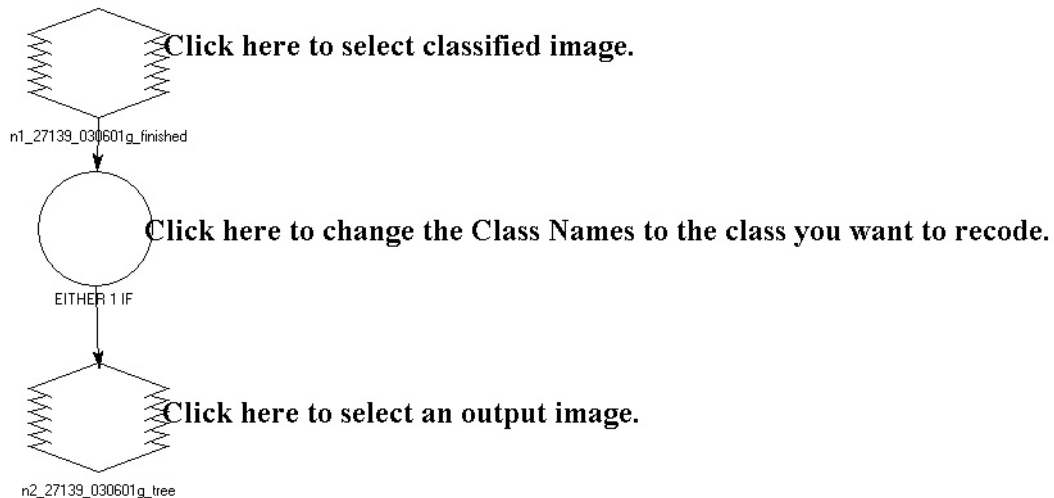 Click here to select classified image.
n1_27139_030601g_finished
Click here to change the Class Names to the class you want to recode.
EITHER 1 IF
Click here to select an output image.
n2_27139_030601g_tree